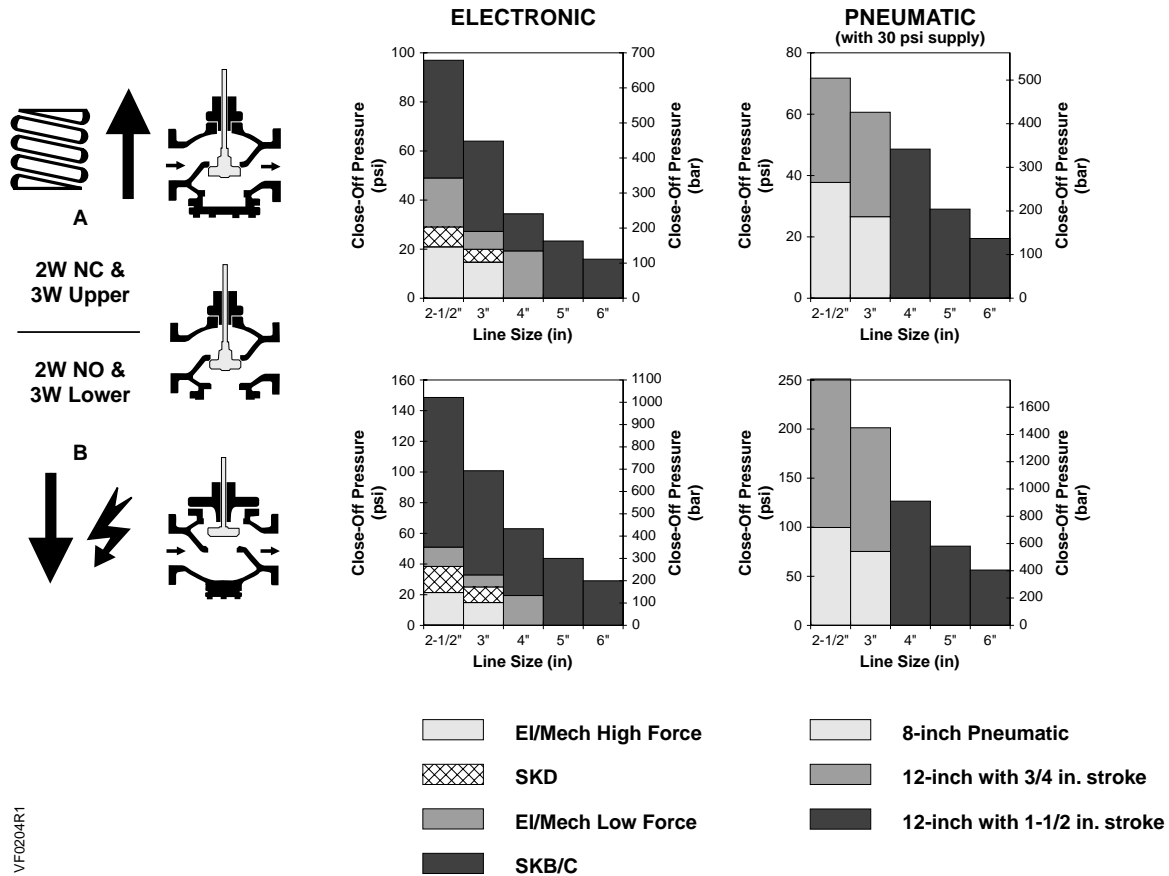 ELECTRONIC
PNEUMATIC
(with 30 psi supply)
A
2W NC &
3W Upper
2W NO &
3W Lower
B
100
80
60
40
20
0
Close-Off Pressure
(psi)
700
600
500
400
300
200
100
0
Close-Off Pressure
(bar)
2-1/2" 3" 4" 5" 6"
Line Size (in)
80
60
40
20
0
Close-Off Pressure
(psi)
500
400
300
200
100
0
Close-Off Pressure
(bar)
2-1/2" 3" 4" 5" 6"
Line Size (in)
160
140
120
100
80
60
40
20
0
Close-Off Pressure
(psi)
1100
1000
900
800
700
600
500
400
300
200
100
0
Close-Off Pressure
(bar)
2-1/2" 3" 4" 5" 6"
Line Size (in)
250
200
150
100
50
0
Close-Off Pressure
(psi)
1600
1400
1200
1000
800
600
400
200
0
Close-Off Pressure
(bar)
2-1/2" 3" 4" 5" 6"
Line Size (in)
El/Mech High Force
SKD
El/Mech Low Force
SKB/C
8-inch Pneumatic
12-inch with 3/4 in. stroke
12-inch with 1-1/2 in. stroke
VF0204R1